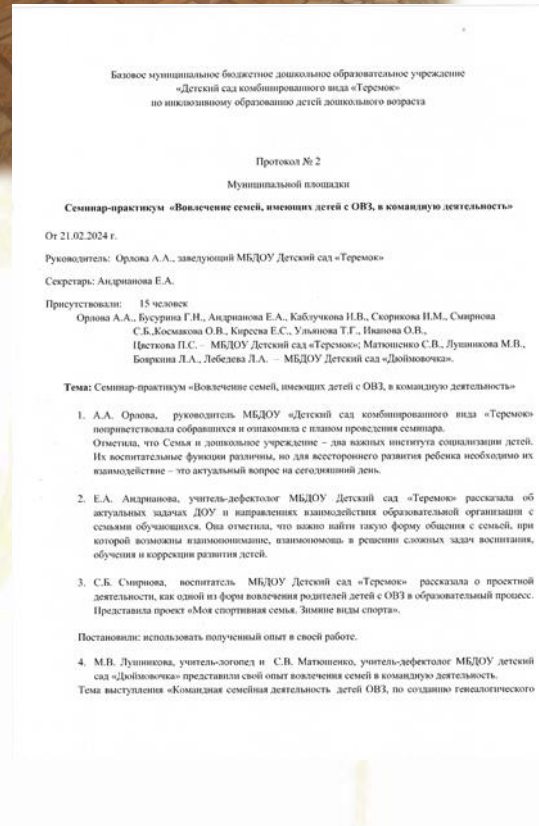 Базовое муниципальное бюджетное дошкольное образовательное учреждение
«Детский сад комбинированного вида «Теремок»
по инклюзивному образованию детей дошкольного возраста
Протокол № 2
Муниципальной площадки
Семинар-практикум «Вовлечение семей, имеющих детей с ОВЗ, в командную деятельность»
От 21.02.2024 г.
Руководитель: Орлова А.А., заведующий МБДОУ Детский сад «Теремок»
Секретарь: Андрианова Е.А.
Присутствовали: 15 человек
Орлова А.А., Бусурина Г.Н., Андрианова Е.А., Каблучкова И.В., Скорикова И.М., Смирнова
С.Б.,Космакова О.В., Киреева Е.С., Ульянова Т.Г., Иванова О.В.,
Цветкова П.С. – МБДОУ Детский сад «Теремок»; Матюшенко С.В., Лушникова М.В.,
Бояркина Л.А., Лебедева Л.А. – МБДОУ Детский сад «Дюймовочка».
Тема: Семинар-практикум «Вовлечение семей, имеющих детей с ОВЗ, в командную деятельность»
1. А.А. Орлова, руководитель МБДОУ «Детский сад комбинированного вида «Теремок»
поприветствовала собравшихся и ознакомила с планом проведения семинара.
Отметила, что Семья и дошкольное учреждение – два важных института социализации детей.
Их воспитательные функции различны, но для всестороннего развития ребенка необходимо их
взаимодействие – это актуальный вопрос на сегодняшний день.
2. Е.А. Андрианова, учитель-дефектолог МБДОУ Детский сад «Теремок» рассказала об
актуальных задачах ДОУ и направлениях взаимодействия образовательной организации с
семьями обучающихся. Она отметила, что важно найти такую форму общения с семьей, при
которой возможны взаимопонимание, взаимопомощь в решении сложных задач воспитания,
обучения и коррекции развития детей.
3. С.Б. Смирнова, воспитатель МБДОУ Детский сад «Теремок» рассказала о проектной
деятельности, как одной из форм вовлечения родителей детей с ОВЗ в образовательный процесс.
Представила проект «Моя спортивная семья. Зимние виды спорта».
Постановили: использовать полученный опыт в своей работе.
4. М.В. Лушникова, учитель-логопед и С.В. Матюшенко, учитель-дефектолог МБДОУ детский
сад «Дюймовочка» представили свой опыт вовлечения семей в командную деятельность.
Тема выступления «Командная семейная деятельность детей ОВЗ, по созданию генеалогического